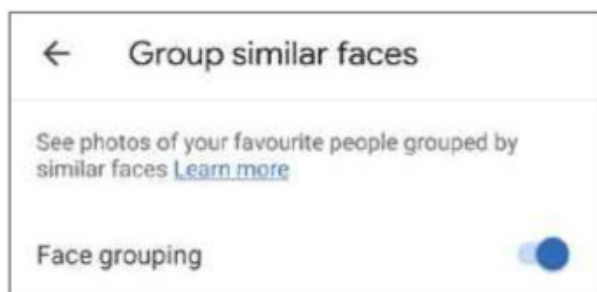 Group similar faces
See photos of your favourite people grouped by
similar faces Learn more
Face grouping